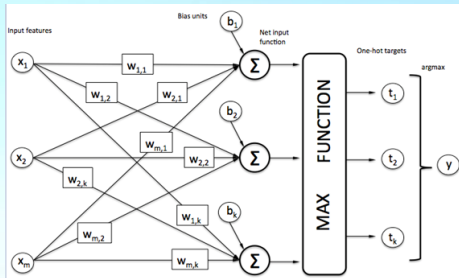 Bias units
b1
Input features
Net input
function
One-hot targets
x1
w1,1
Σ
t1
argmax
w1,2
w2,1
b2
wm,1
x2
w2,2
Σ
MAX FUNCTION
t2
y
w2,k
bk
w1,k
wm,2
xm
wm,k
Σ
tk